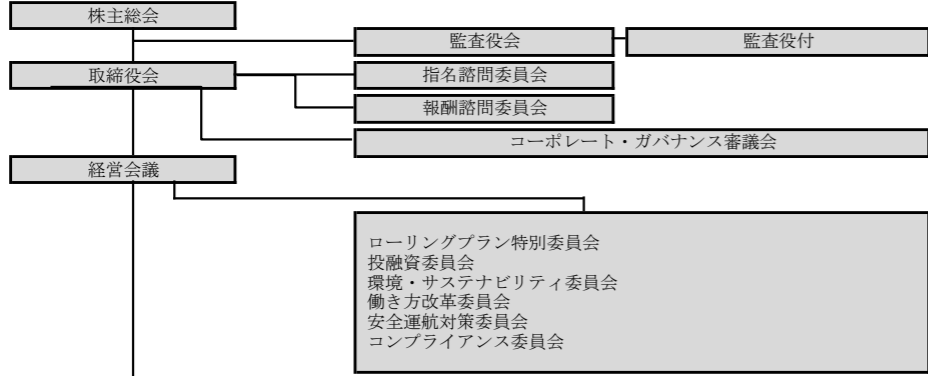 株主総会
監査役会
監査役付
取締役会
指名諮問委員会
報酬諮問委員会
コーポレート・ガバナンス審議会
経営会議
ローリングプラン特別委員会
投融資委員会
環境・サステナビリティ委員会
働き方改革委員会
安全運航対策委員会
コンプライアンス委員会